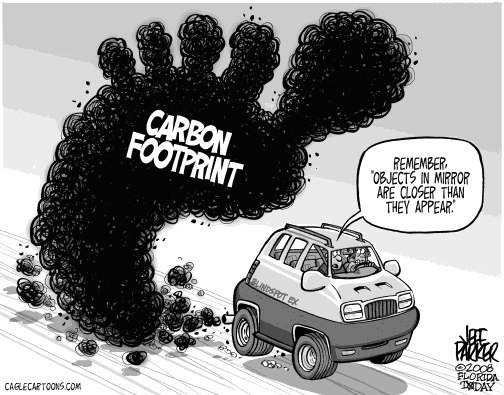 CARBON
FOOTPRINT
REMEMBER,
"OBJECTS IN MIRROR
ARE CLOSER THAN
THEY APPEAR."
BLINDSPOT EX
JEFF
PARKER
©2008
FLORIDA
TODAY
CAGLECARTOONS.COM